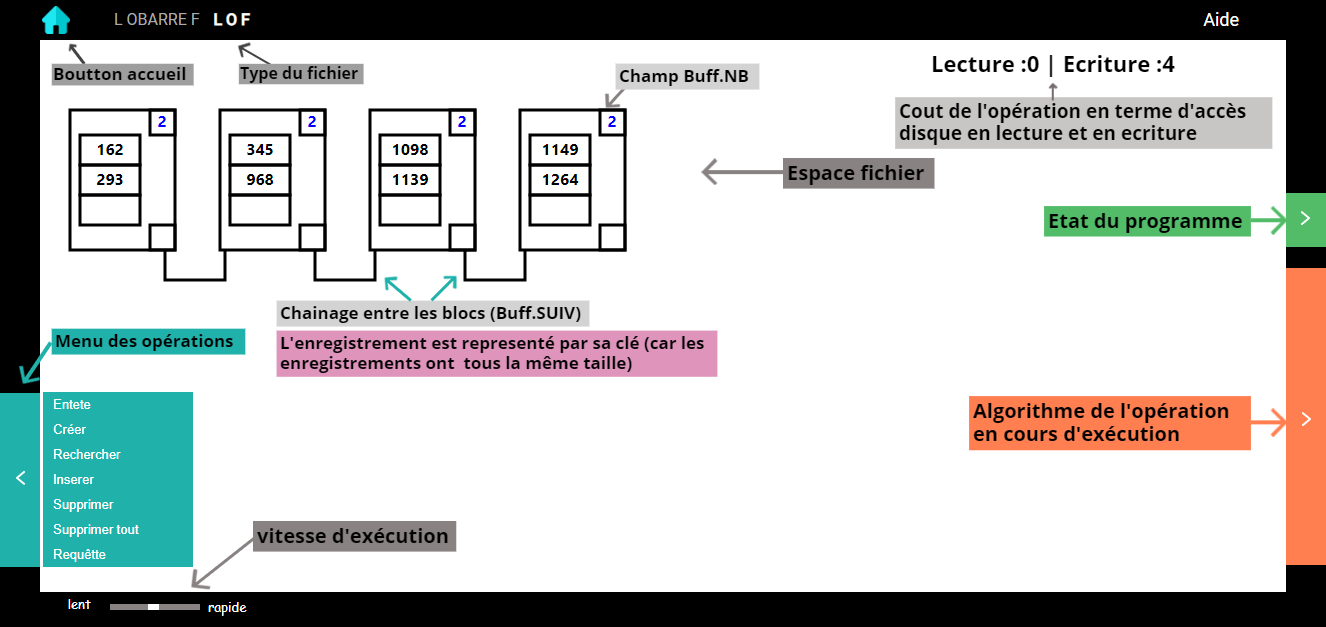 L OBARRE F LOF
Aide
Boutton accueil
Type du fichier
Champ Buff.NB
Lecture :0 | Ecriture :4
Cout de l'opération en terme d'accès
disque en lecture et en ecriture
2
2
2
2
162
345
1098
1149
293
968
1139
1264
Espace fichier
Etat du programme
>
Chainage entre les blocs (Buff.SUIV)
L'enregistrement est representé par sa clé (car les
enregistrements ont tous la même taille)
Menu des opérations
Entete
Créer
Rechercher
Inserer
Supprimer
Supprimer tout
Requêtte
<
Algorithme de l'opération
en cours d'exécution
>
vitesse d'exécution
lent
rapide